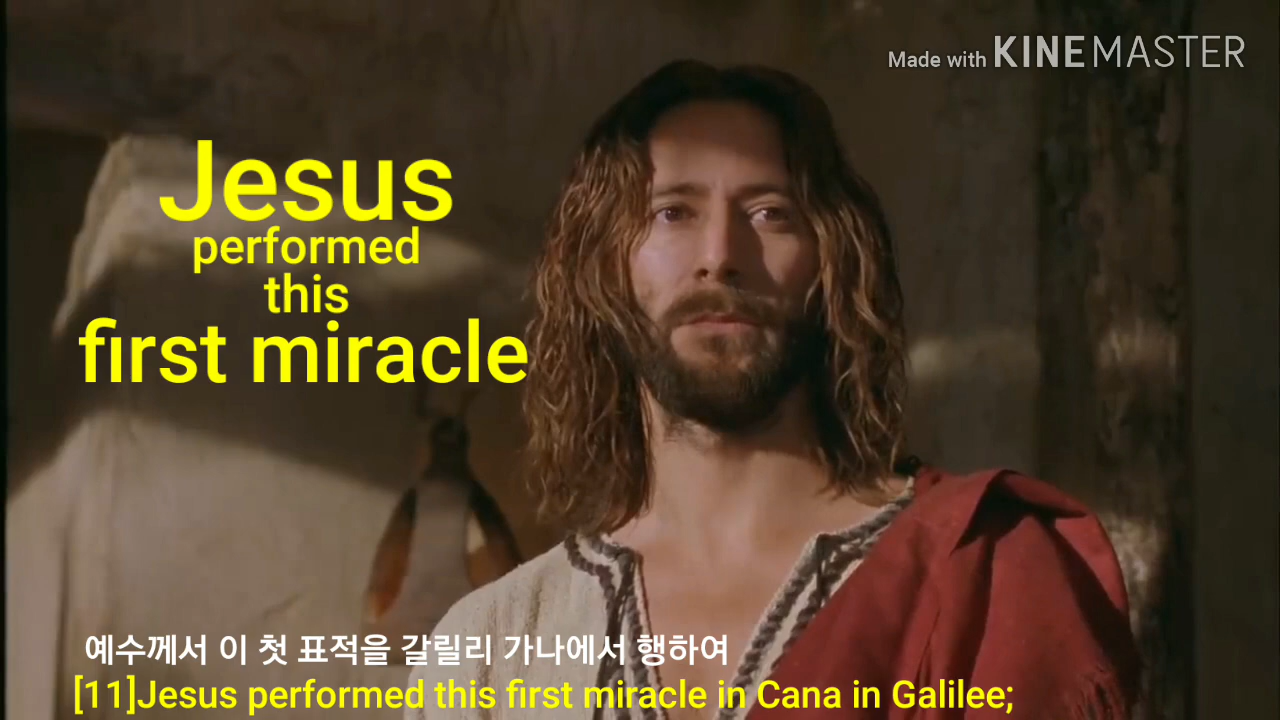 Made with KINEMASTER
Jesus
performed
this
first miracle
예수께서 이 첫 표적을 갈릴리 가나에서 행하여
[11]Jesus performed this first miracle in Cana in Galilee;